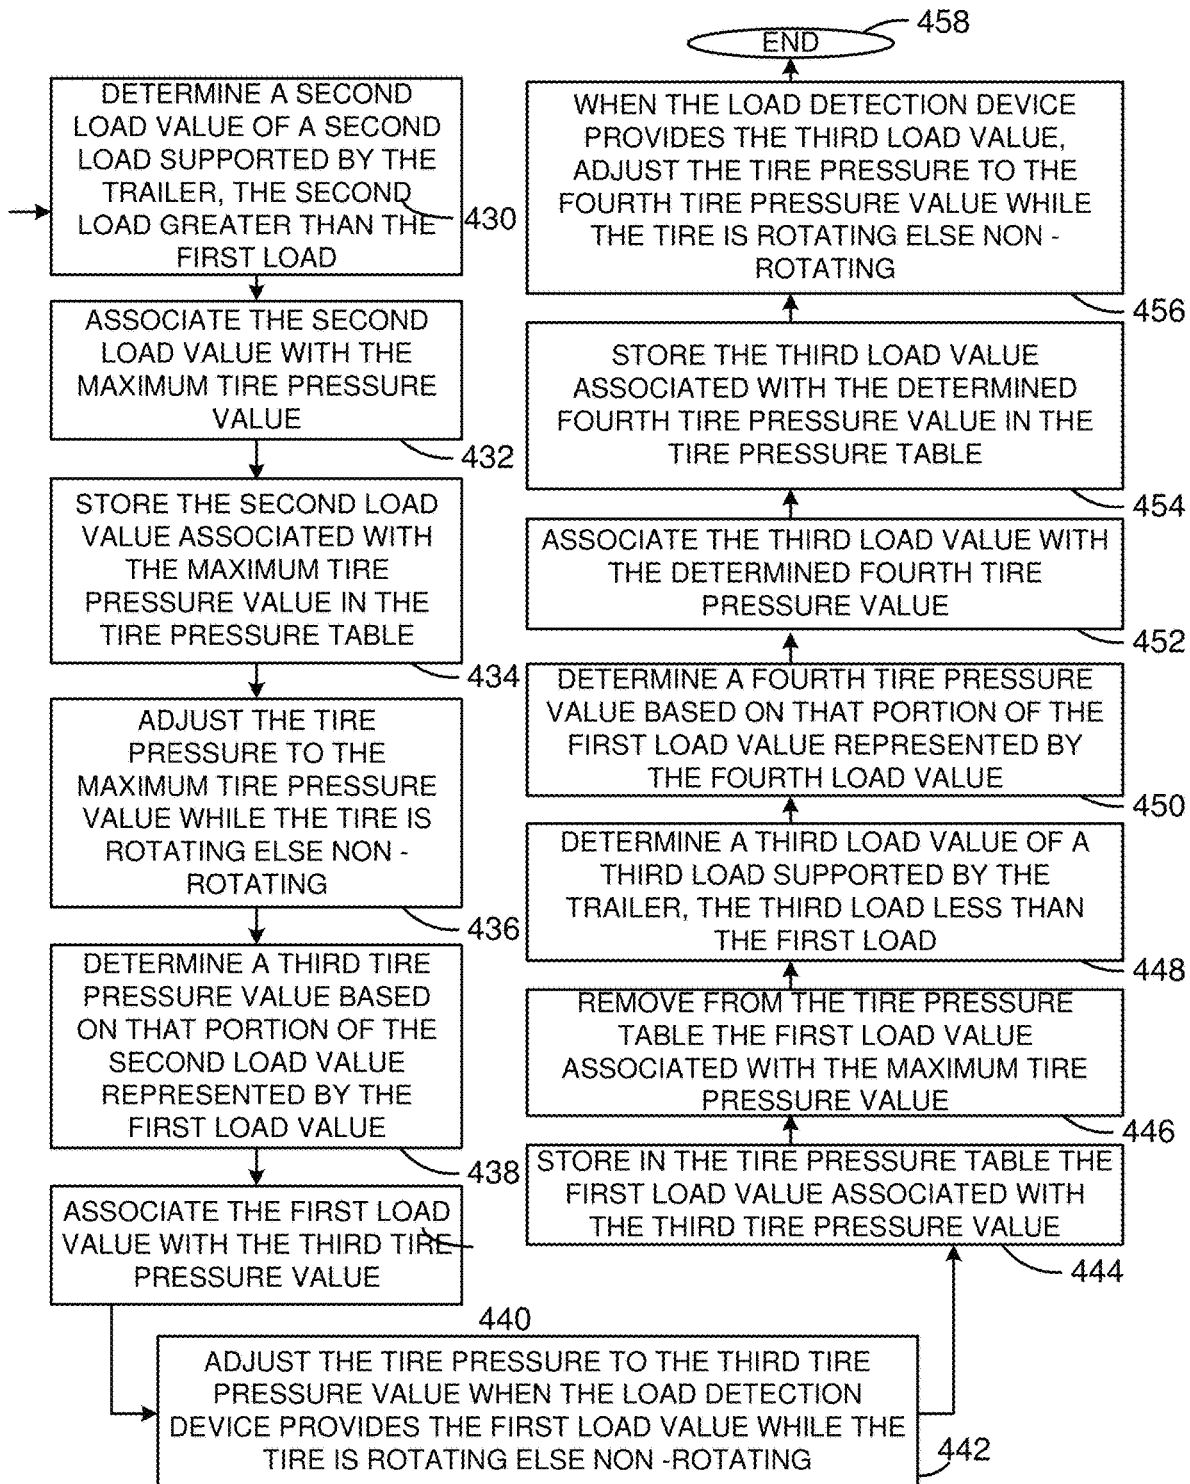 DETERMINE A SECOND
LOAD VALUE OF A SECOND
LOAD SUPPORTED BY THE
TRAILER, THE SECOND
LOAD GREATER THAN THE
FIRST LOAD
430
ASSOCIATE THE SECOND
LOAD VALUE WITH THE
MAXIMUM TIRE PRESSURE
VALUE
432
STORE THE SECOND LOAD
VALUE ASSOCIATED WITH
THE MAXIMUM TIRE
PRESSURE VALUE IN THE
TIRE PRESSURE TABLE
434
ADJUST THE TIRE
PRESSURE TO THE
MAXIMUM TIRE PRESSURE
VALUE WHILE THE TIRE IS
ROTATING ELSE NON -
ROTATING
436
DETERMINE A THIRD TIRE
PRESSURE VALUE BASED
ON THAT PORTION OF THE
SECOND LOAD VALUE
REPRESENTED BY THE
FIRST LOAD VALUE
438
ASSOCIATE THE FIRST LOAD
VALUE WITH THE THIRD TIRE
PRESSURE VALUE
440
ADJUST THE TIRE PRESSURE TO THE THIRD TIRE
PRESSURE VALUE WHEN THE LOAD DETECTION
DEVICE PROVIDES THE FIRST LOAD VALUE WHILE THE
TIRE IS ROTATING ELSE NON -ROTATING
442
STORE IN THE TIRE PRESSURE TABLE THE
FIRST LOAD VALUE ASSOCIATED WITH
THE THIRD TIRE PRESSURE VALUE
444
REMOVE FROM THE TIRE PRESSURE
TABLE THE FIRST LOAD VALUE
ASSOCIATED WITH THE MAXIMUM TIRE
PRESSURE VALUE
446
DETERMINE A THIRD LOAD VALUE OF A
THIRD LOAD SUPPORTED BY THE
TRAILER, THE THIRD LOAD LESS THAN
THE FIRST LOAD
448
DETERMINE A FOURTH TIRE PRESSURE
VALUE BASED ON THAT PORTION OF THE
FIRST LOAD VALUE REPRESENTED BY
THE FOURTH LOAD VALUE
450
ASSOCIATE THE THIRD LOAD VALUE WITH
THE DETERMINED FOURTH TIRE
PRESSURE VALUE
452
STORE THE THIRD LOAD VALUE
ASSOCIATED WITH THE DETERMINED
FOURTH TIRE PRESSURE VALUE IN THE
TIRE PRESSURE TABLE
454
WHEN THE LOAD DETECTION DEVICE
PROVIDES THE THIRD LOAD VALUE,
ADJUST THE TIRE PRESSURE TO THE
FOURTH TIRE PRESSURE VALUE WHILE
THE TIRE IS ROTATING ELSE NON -
ROTATING
456
END
458